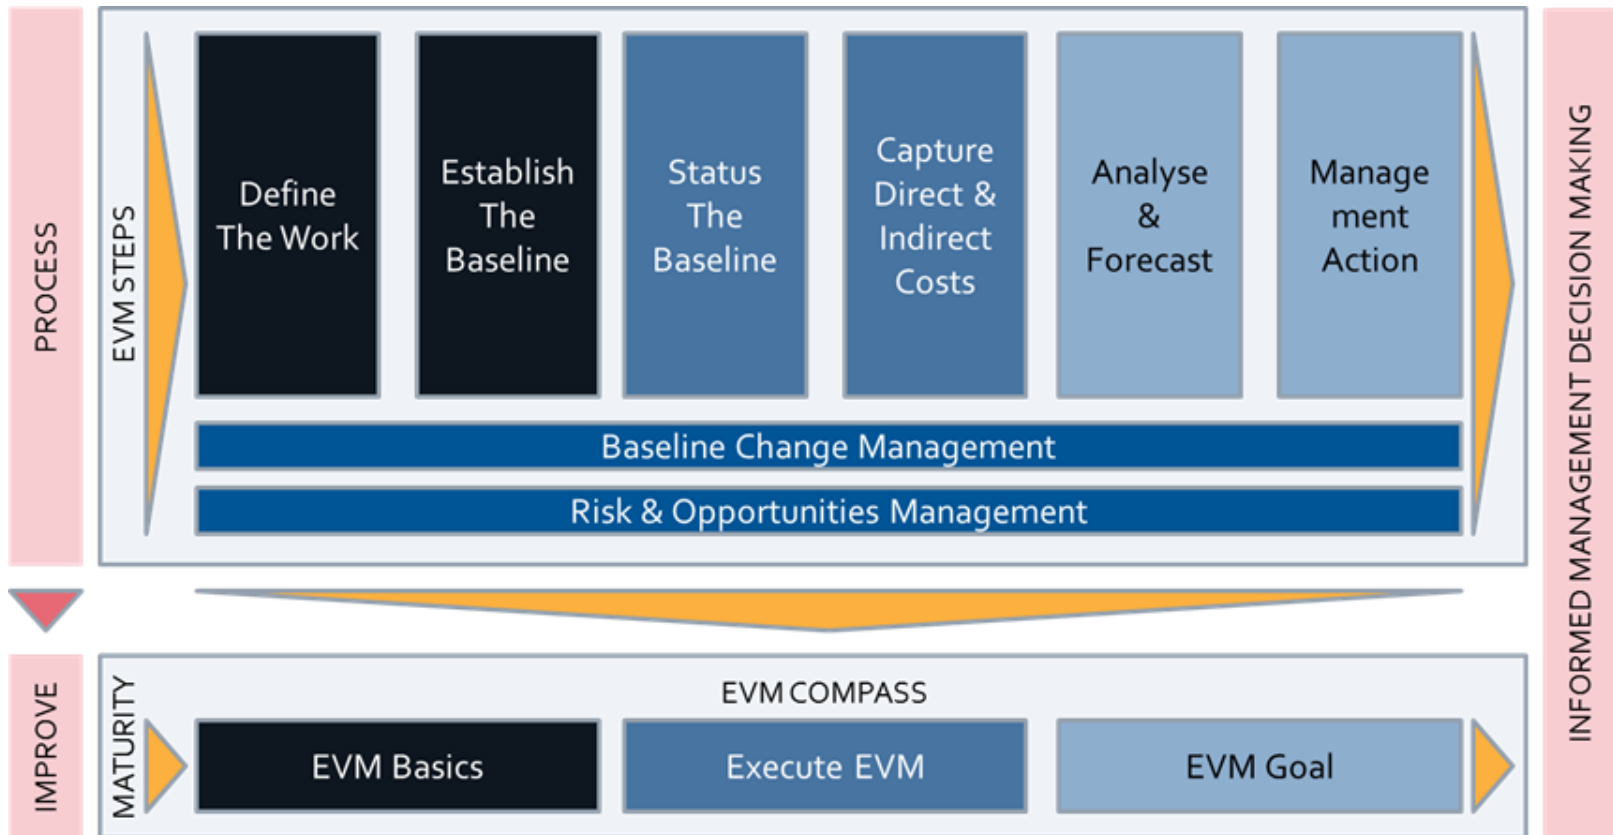 PROCESS
EVM STEPS
Define
The Work
Establish
The
Baseline
Status
The
Baseline
Capture
Direct &
Indirect
Costs
Analyse
&
Forecast
Manage
ment
Action
Baseline Change Management
Risk & Opportunities Management
INFORMED MANAGEMENT DECISION MAKING
IMPROVE
MATURITY
EVM COMPASS
EVM Basics
Execute EVM
EVM Goal